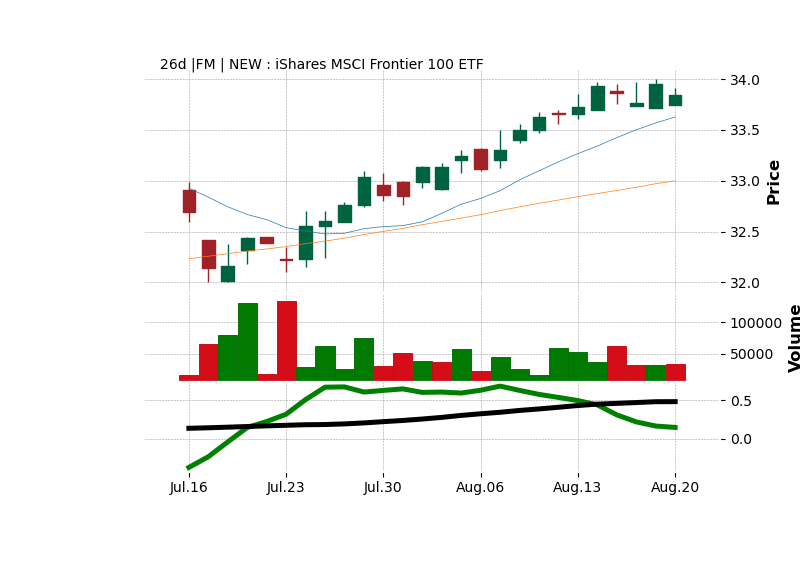 26d |FM | NEW : iShares MSCI Frontier 100 ETF
34.0
33.5
33.0
32.5
32.0
Price
100000
50000
Volume
0.5
0.0
Jul.16 Jul.23 Jul.30 Aug.06 Aug.13 Aug.20